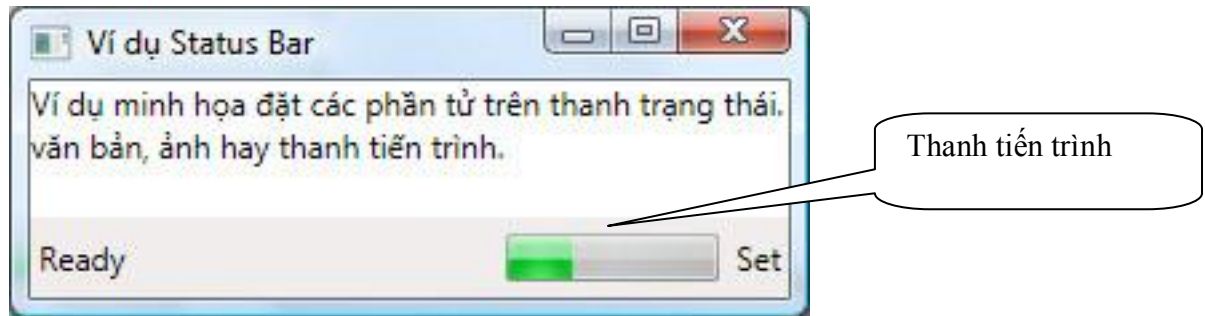 Ví dụ Status Bar
Ví dụ minh họa đặt các phần tử trên thanh trạng thái.
văn bản, ảnh hay thanh tiến trình.
Thanh tiến trình
Ready
Set